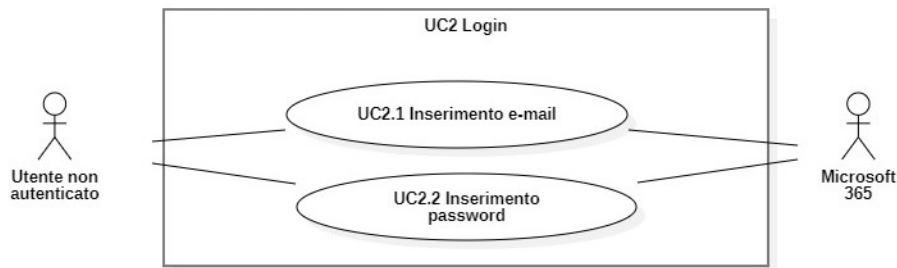 UC2 Login
UC2.1 Inserimento e-mail
Utente non
autenticato
Microsoft
365
UC2.2 Inserimento
password